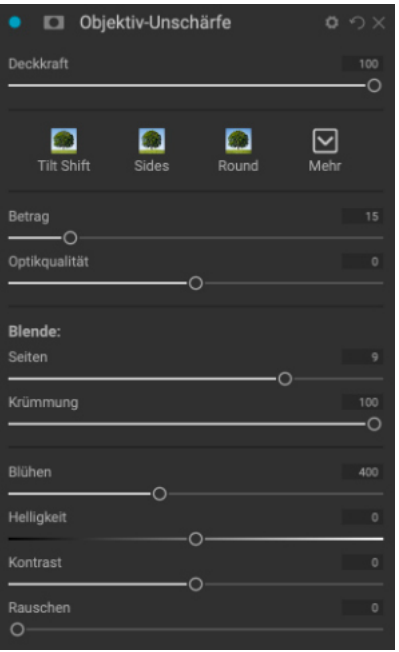 Objektiv-Unschärfe
Deckkraft 100
Tilt Shift Sides Round Mehr
Betrag 15
Optikqualität 0
Blende:
Seiten 9
Krümmung 100
Blühen 400
Helligkeit 0
Kontrast 0
Rauschen 0